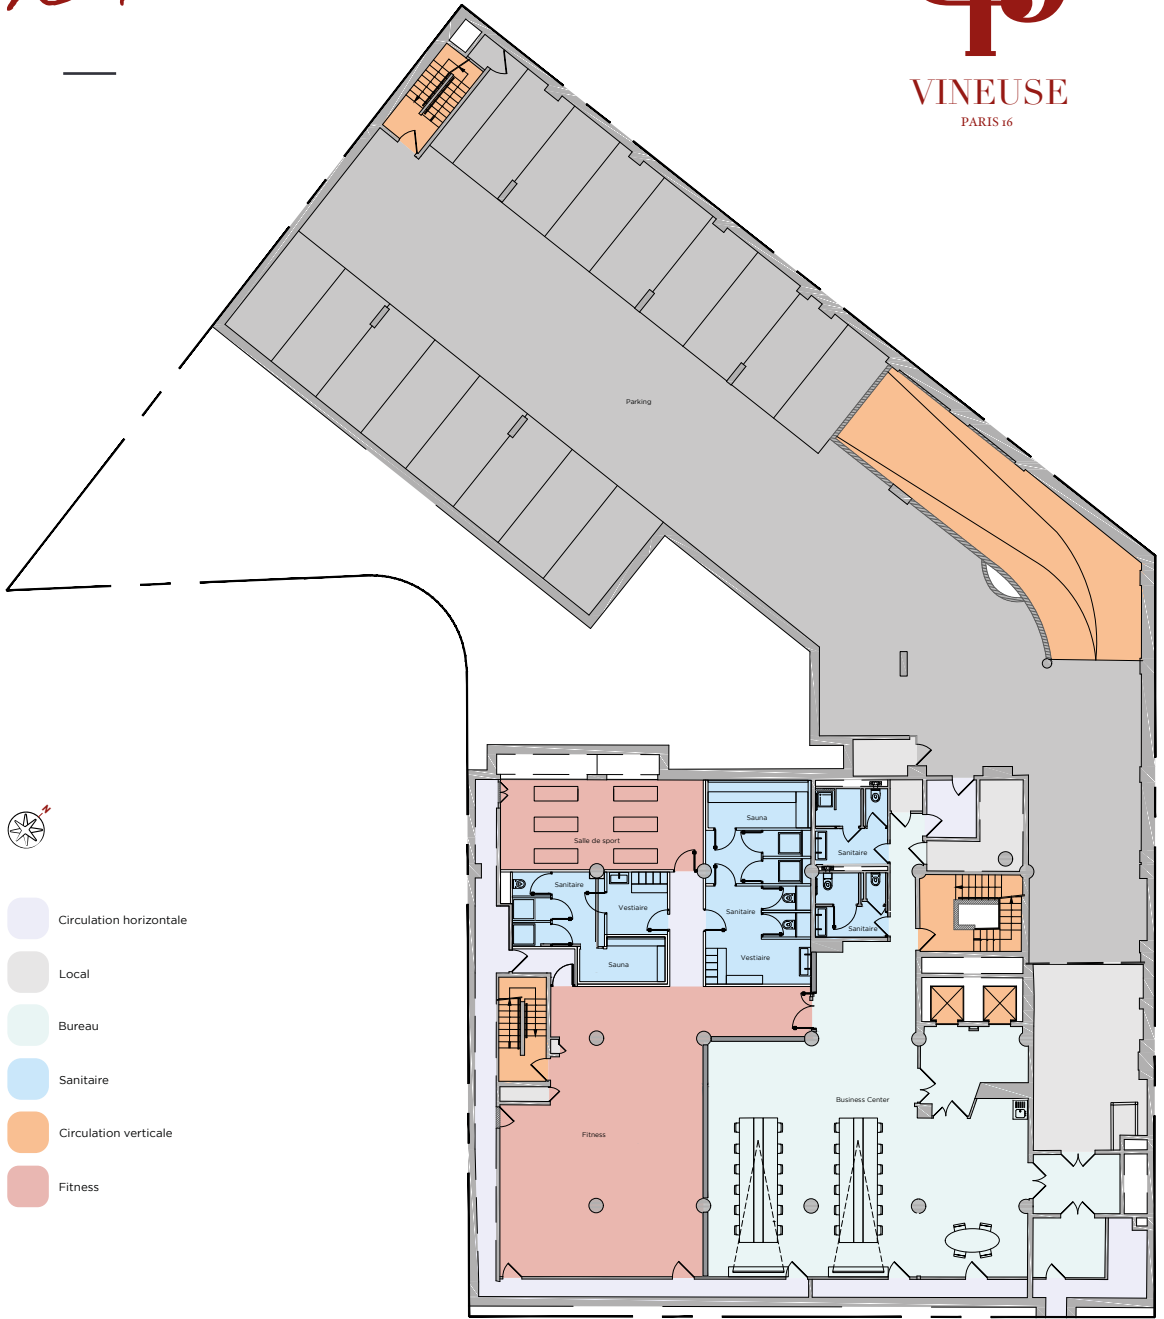 VINEUSE
PARIS 16
Parking
N
Sauna
Salle de sport
Sanitaire
Sanitaire
Vestiaire
Sanitaire
Sanitaire
Vestiaire
Sauna
Circulation horizontale
Local
Bureau
Sanitaire
Circulation verticale
Fitness
Business Center
Fitness